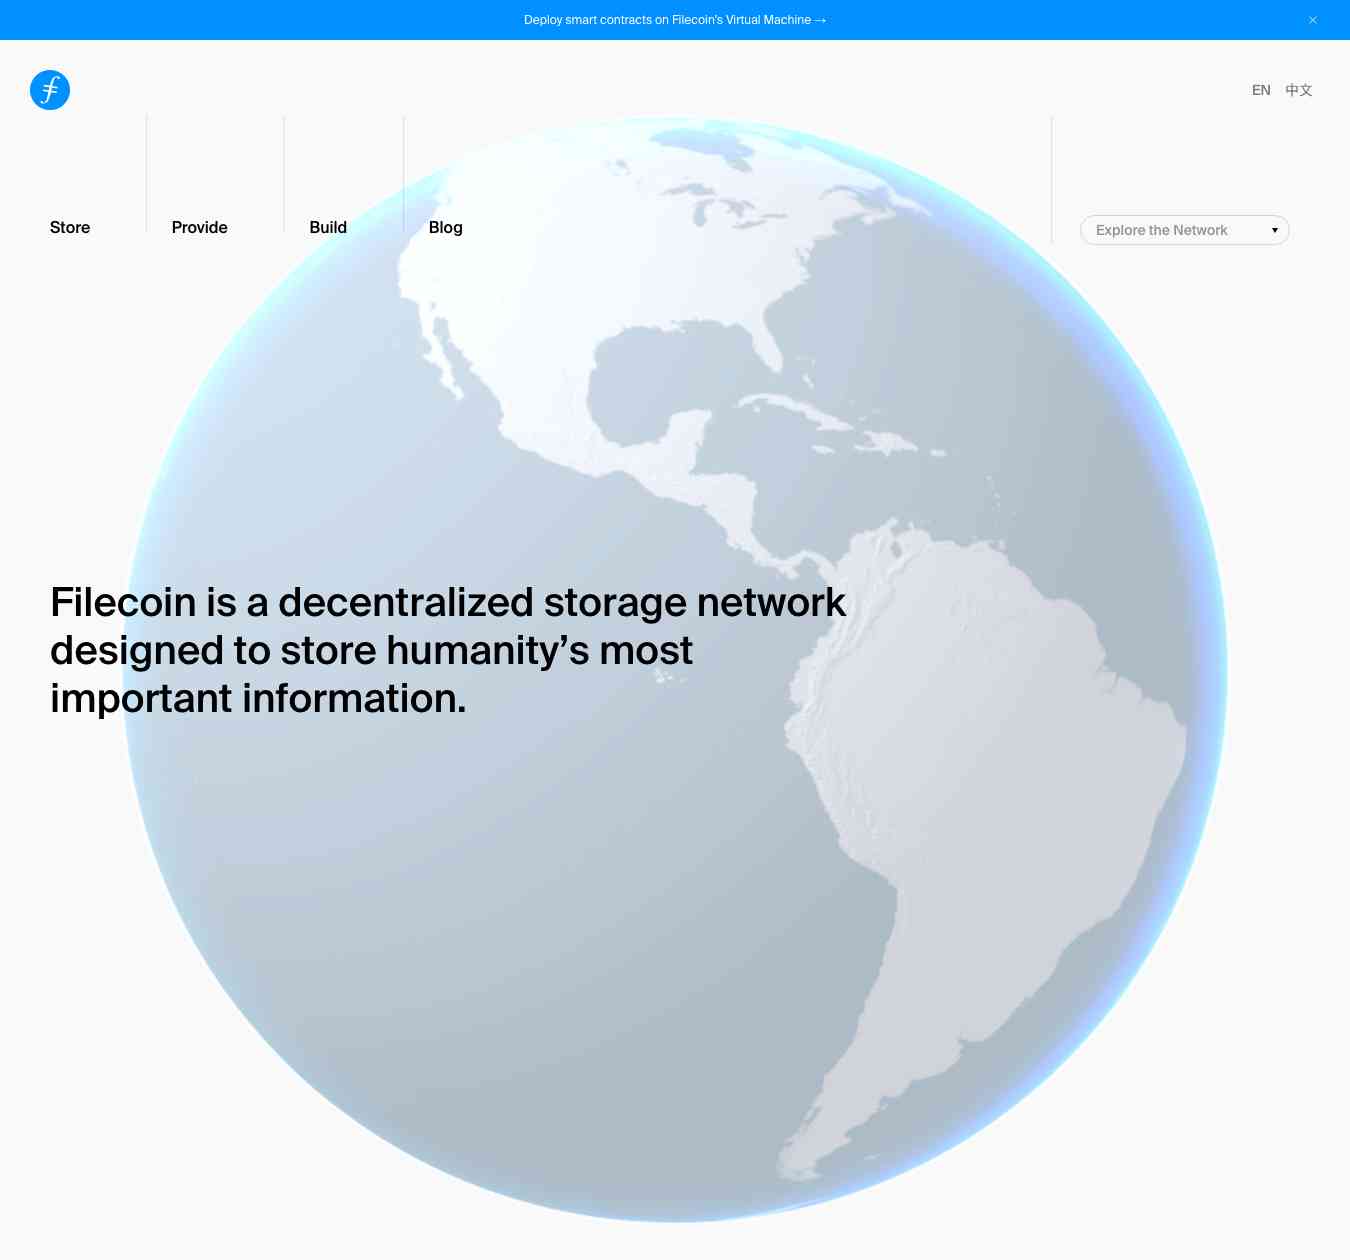 Deploy smart contracts on Filecoin's Virtual Machine →
EN 中文
Store Provide Build Blog Explore the Network
Filecoin is a decentralized storage network
designed to store humanity’s most
important information.